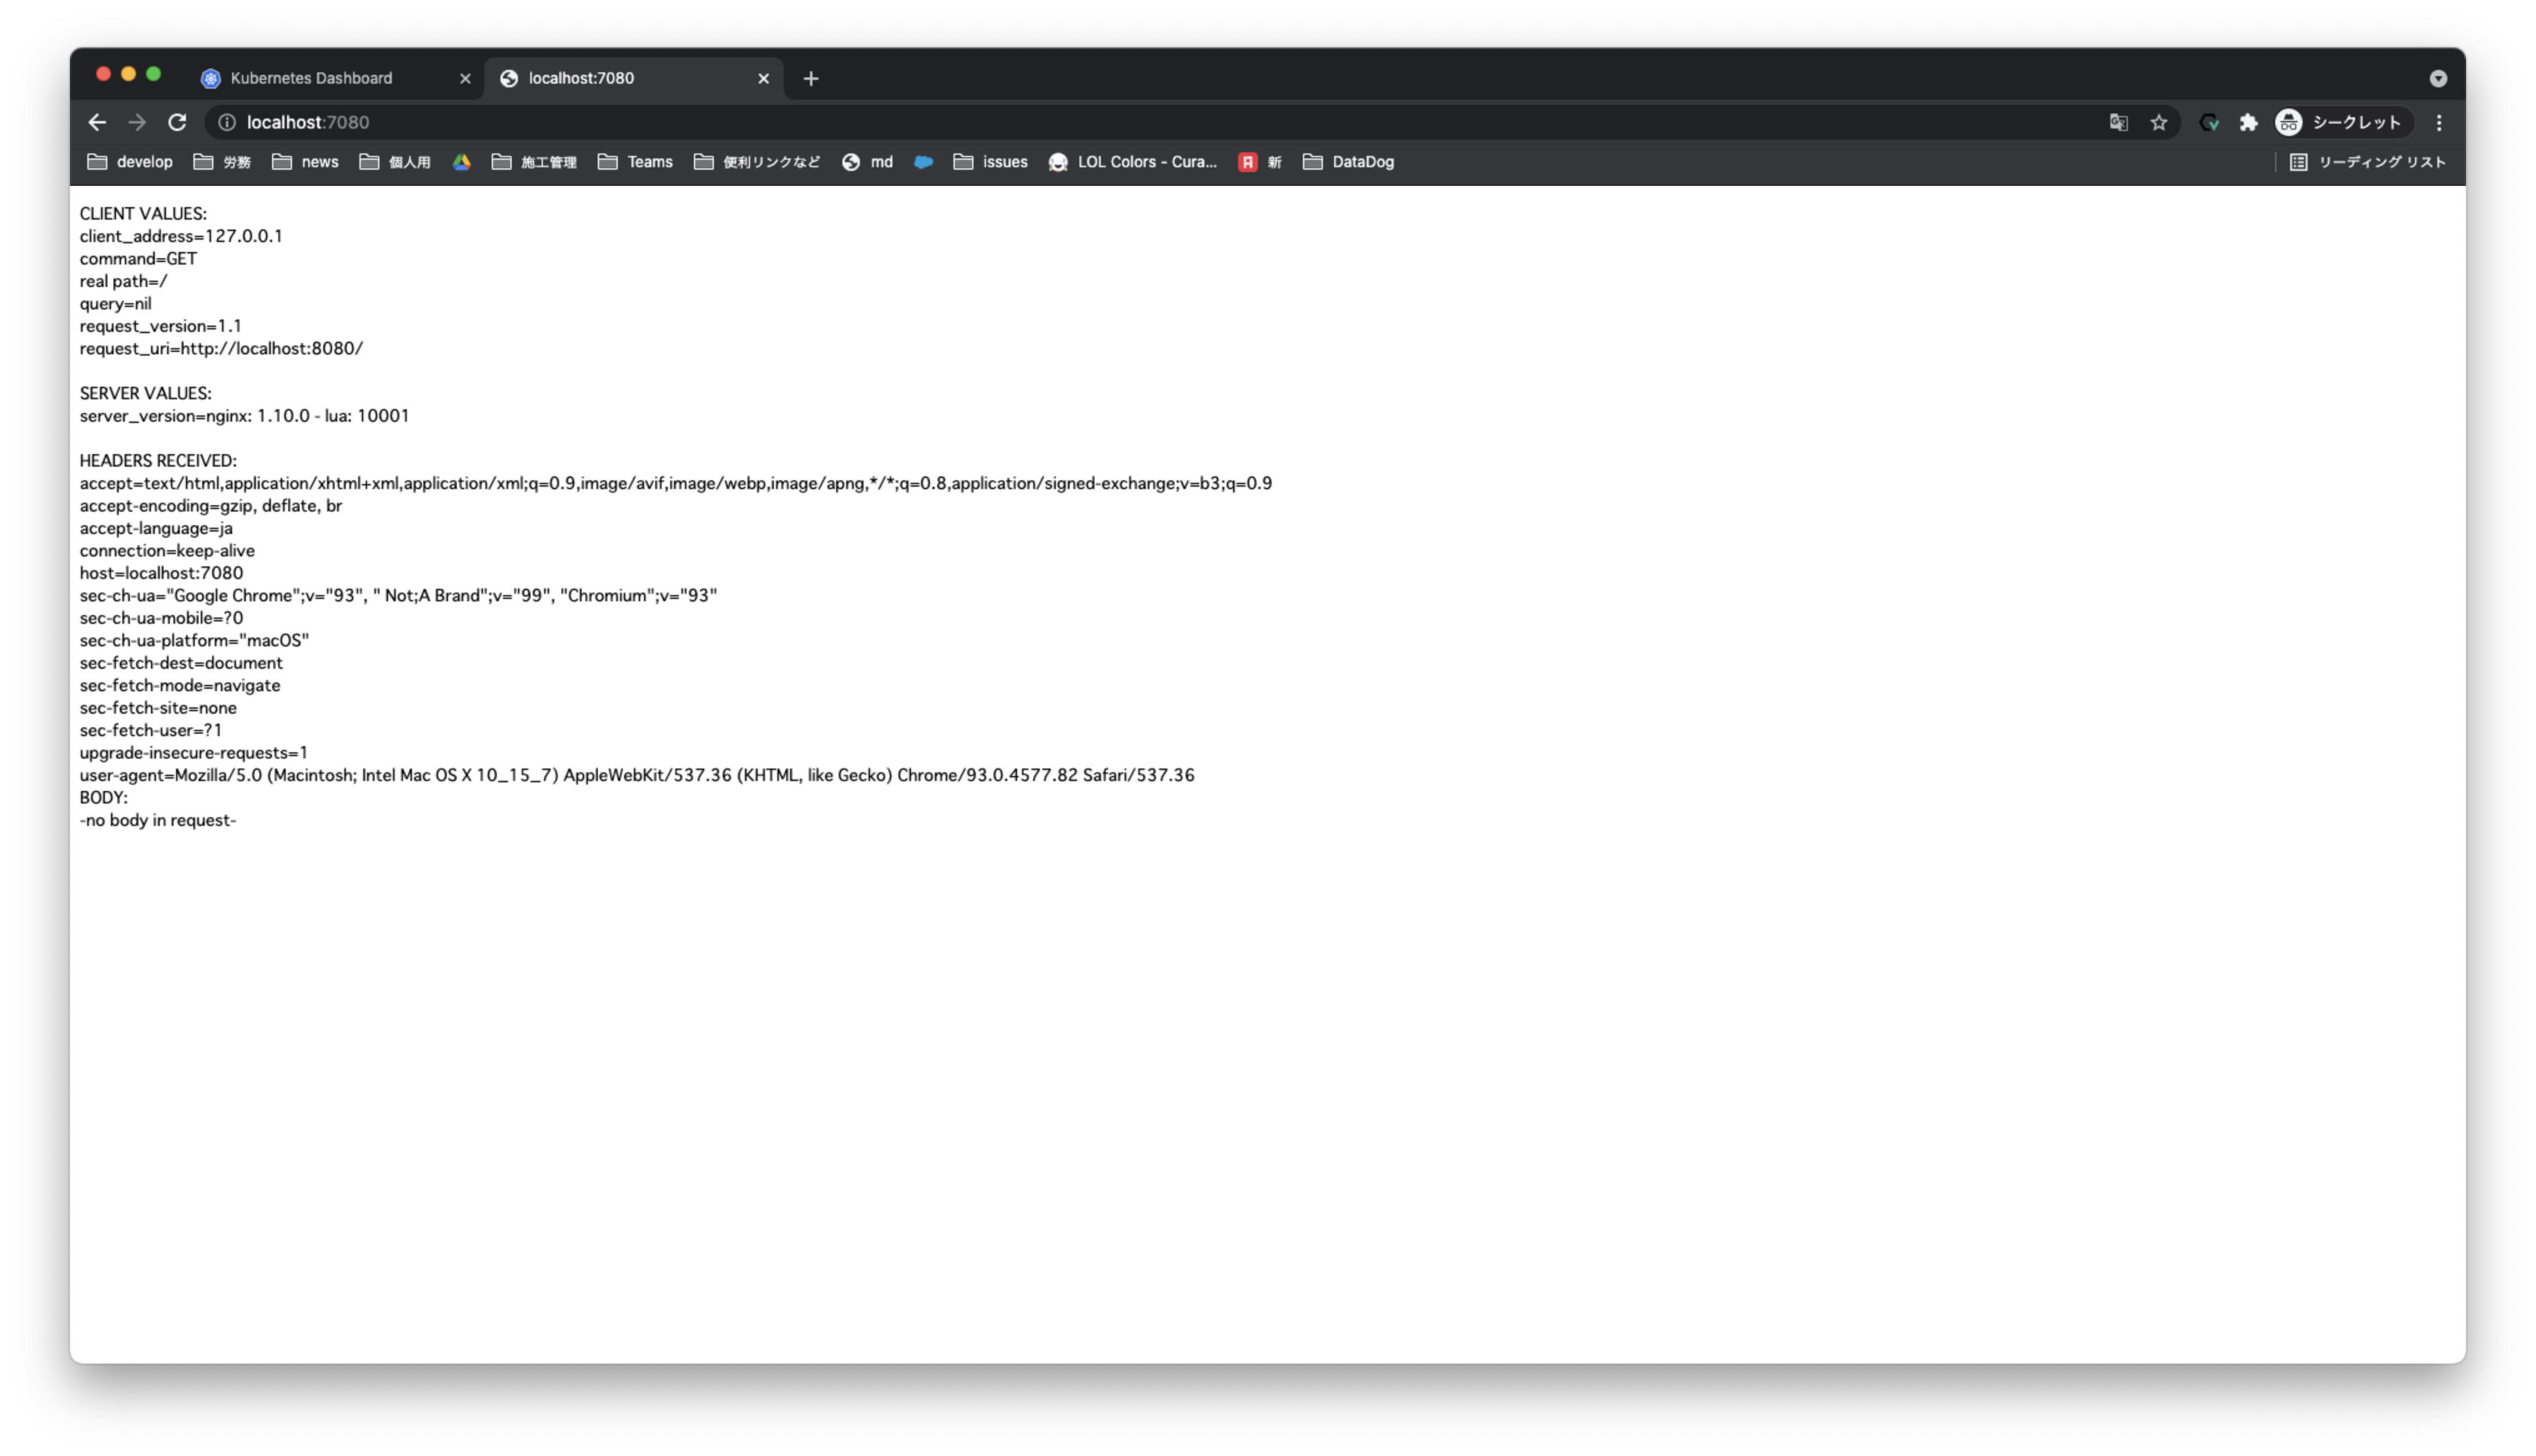 Kubernetes Dashboard
localhost:7080
localhost:7080
シークレット
develop 労務 news 個人用 施工管理 Teams 便利リンクなど md issues LOL Colors - Cura... A 新 DataDog リーディング リスト
CLIENT VALUES:
client_address=127.0.0.1
command=GET
real path=/
query=nil
request_version=1.1
request_uri=http://localhost:8080/
SERVER VALUES:
server_version=nginx: 1.10.0 - lua: 10001
HEADERS RECEIVED:
accept=text/html,application/xhtml+xml,application/xml;q=0.9,image/avif,image/webp,image/apng,*/*;q=0.8,application/signed-exchange;v=b3;q=0.9
accept-encoding=gzip, deflate, br
accept-language=ja
connection=keep-alive
host=localhost:7080
sec-ch-ua="Google Chrome";v="93", " Not;A Brand";v="99", "Chromium";v="93"
sec-ch-ua-mobile=?0
sec-ch-ua-platform="macOS"
sec-fetch-dest=document
sec-fetch-mode=navigate
sec-fetch-site=none
sec-fetch-user=?1
upgrade-insecure-requests=1
user-agent=Mozilla/5.0 (Macintosh; Intel Mac OS X 10_15_7) AppleWebKit/537.36 (KHTML, like Gecko) Chrome/93.0.4577.82 Safari/537.36
BODY:
-no body in request-